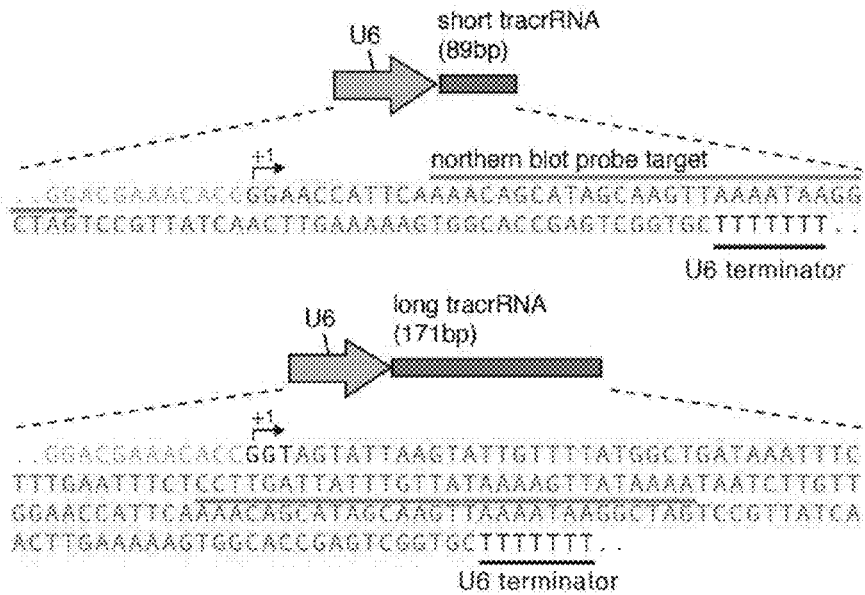 U6
short tracrRNA
(89bp)
+1
northern blot probe target
..GGACGAAACACCGGAACCATTCAAAACAGCATAGCAAGTTAAAATAAGG
CTAGTCCGTTATCAACTTGAAAAAGTGGCACCGAGTCGGTGCTTTTTTT..
U6 terminator
U6
long tracrRNA
(171bp)
+1
..GGACGAAACACCGGTAGTATTAAGTATTGTTTTATGGCTGATAAATTTC
TTTGAATTTCTCCTTGATTATTTGTTATAAAAGTTATAAAATAATCTTGTT
GGAACCATTCAAAACAGCATAGCAAGTTAAAATAAGGCTAGTCCGTTATCA
ACTTGAAAAAGTGGCACCGAGTCGGTGCTTTTTTT..
U6 terminator